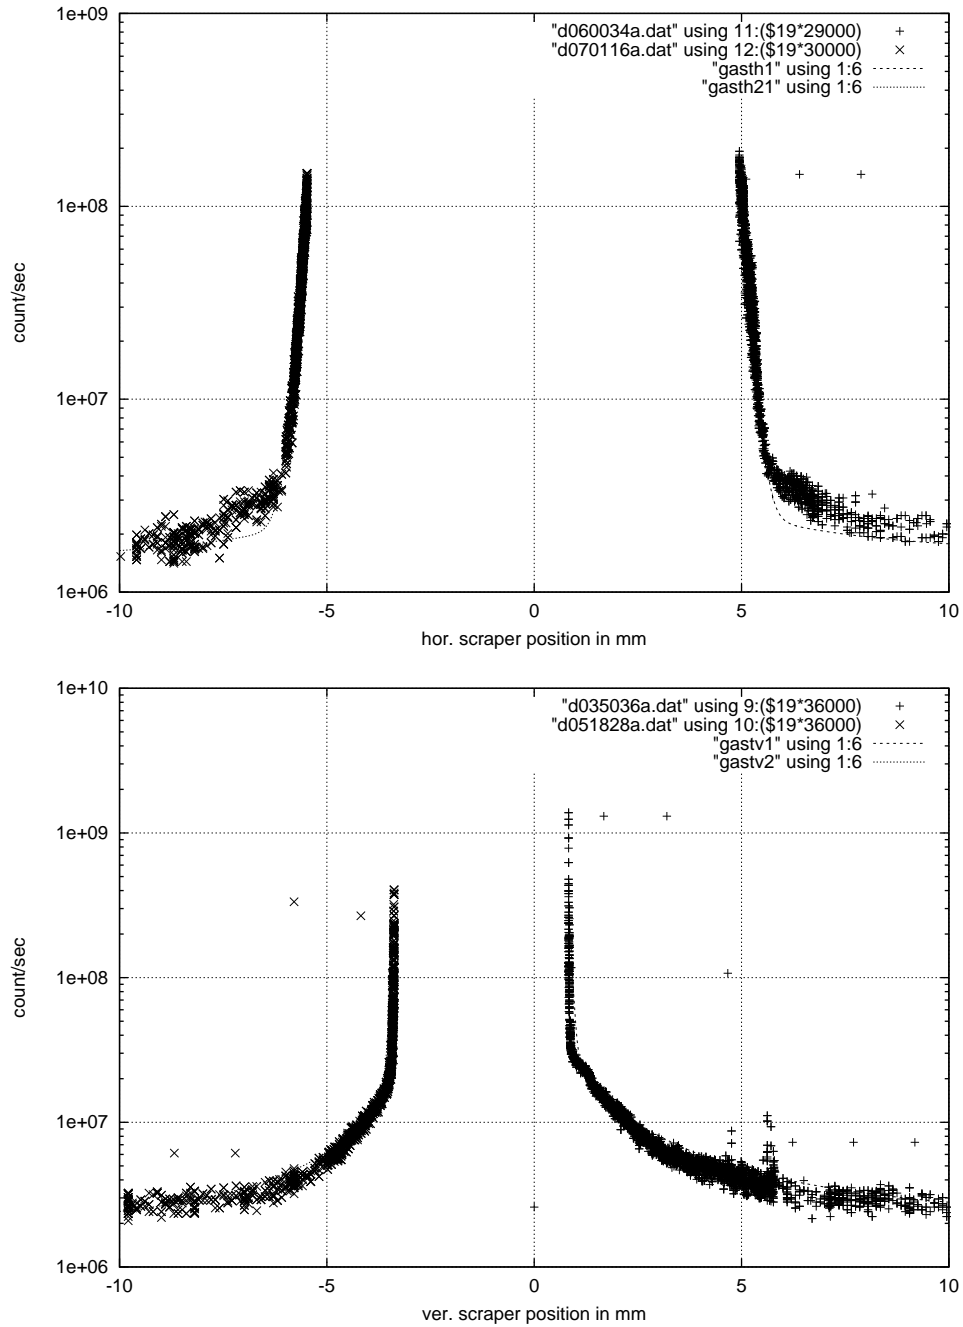 1e+09
"d060034a.dat" using 11:($19*29000)
"d070116a.dat" using 12:($19*30000)
"gasth1" using 1:6
"gasth21" using 1:6
1e+08
count/sec
1e+07
1e+06
-10 -5 0 5 10
hor. scraper position in mm
1e+10
"d035036a.dat" using 9:($19*36000)
"d051828a.dat" using 10:($19*36000)
"gastv1" using 1:6
"gastv2" using 1:6
1e+09
1e+08
count/sec
1e+07
1e+06
-10 -5 0 5 10
ver. scraper position in mm